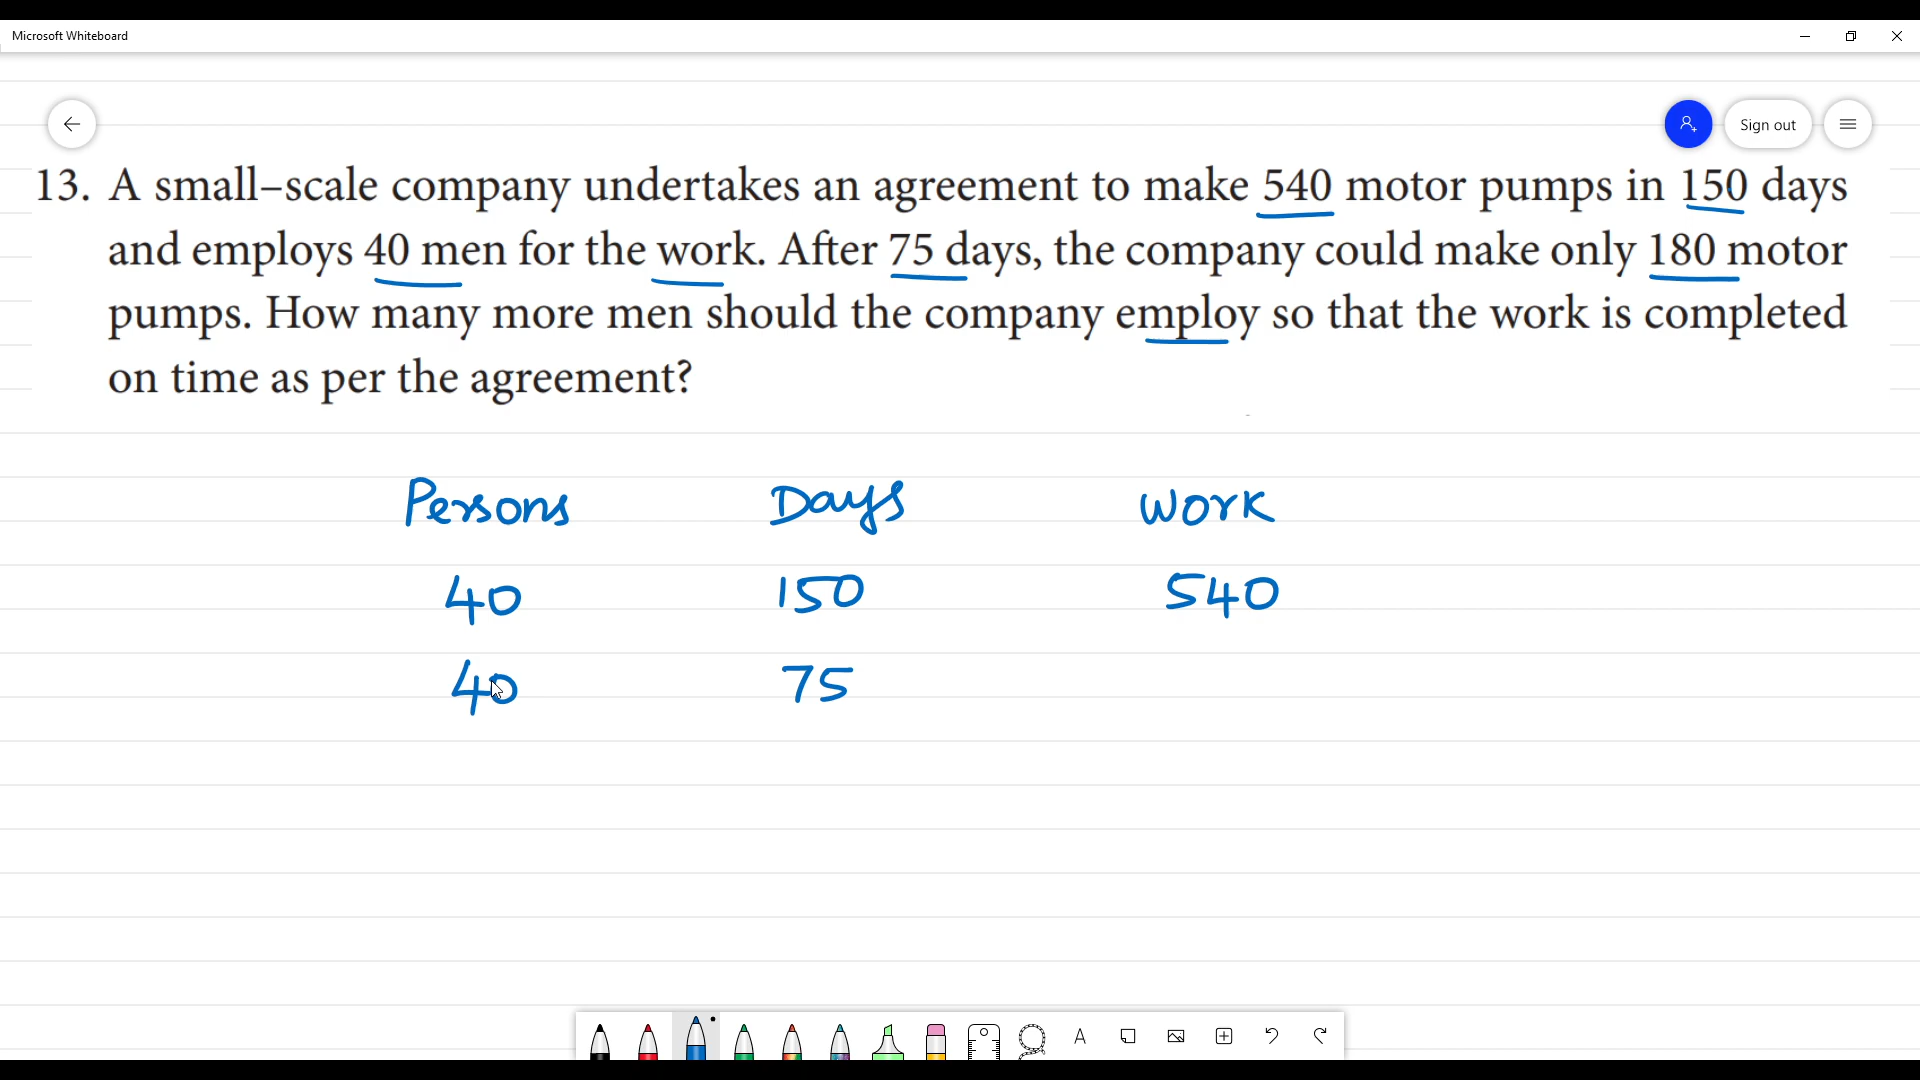 Microsoft Whiteboard
Sign out
13. A small–scale company undertakes an agreement to make 540 motor pumps in 150 days
and employs 40 men for the work. After 75 days, the company could make only 180 motor
pumps. How many more men should the company employ so that the work is completed
on time as per the agreement?
Persons Days Work
40 150 540
40 75
A